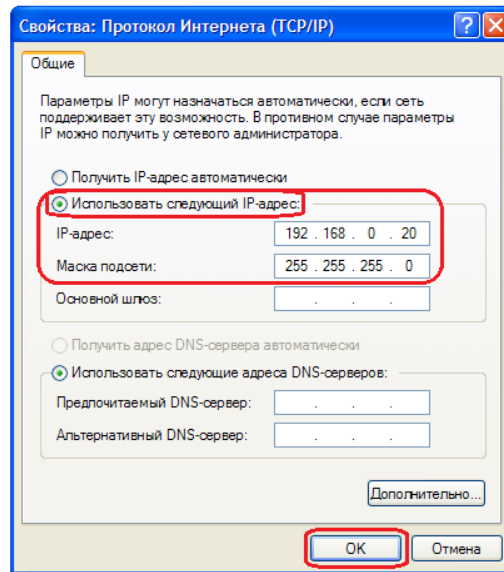 Свойства: Протокол Интернета (TCP/IP)
Общие
Параметры IP могут назначаться автоматически, если сеть
поддерживает эту возможность. В противном случае параметры
IP можно получить у сетевого администратора.
Получить IP-адрес автоматически
Использовать следующий IP-адрес:
IP-адрес: 192 . 168 . 0 . 20
Маска подсети: 255 . 255 . 255 . 0
Основной шлюз: . . .
Получить адрес DNS-сервера автоматически
Использовать следующие адреса DNS-серверов:
Предпочитаемый DNS-сервер: . . .
Альтернативный DNS-сервер: . . .
Дополнительно...
OK Отмена